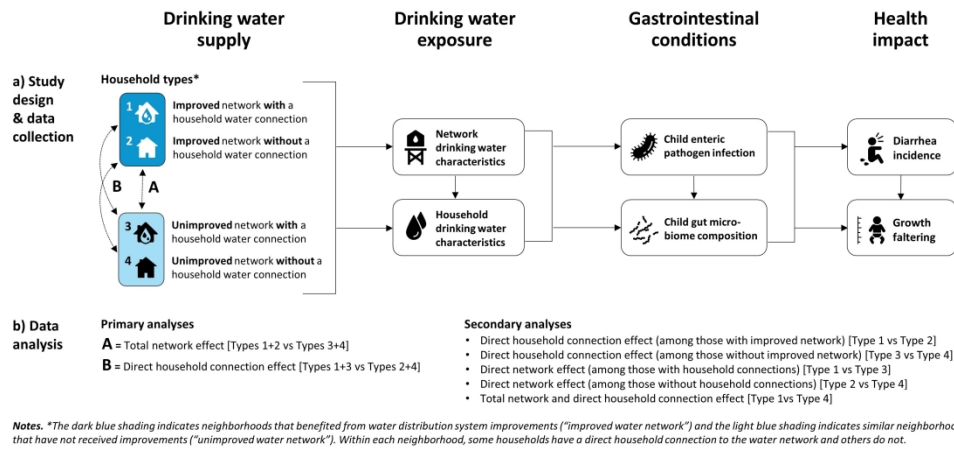 Drinking water
supply
Drinking water
exposure
Gastrointestinal
conditions
Health
impact
a) Study
design
& data
collection
Household types*
1
Improved network with a
household water connection
2
Improved network without a
household water connection
B
A
3
Unimproved network with a
household water connection
4
Unimproved network without a
household water connection
Network
drinking water
characteristics
Household
drinking water
characteristics
Child enteric
pathogen infection
Child gut micro-
biome composition
Diarrhea
incidence
Growth
faltering
b) Data
analysis
Primary analyses
A = Total network effect [Types 1+2 vs Types 3+4]
B = Direct household connection effect [Types 1+3 vs Types 2+4]
Secondary analyses
• Direct household connection effect (among those with improved network) [Type 1 vs Type 2]
• Direct household connection effect (among those without improved network) [Type 3 vs Type 4]
• Direct network effect (among those with household connections) [Type 1 vs Type 3]
• Direct network effect (among those without household connections) [Type 2 vs Type 4]
• Total network and direct household connection effect [Type 1vs Type 4]
Notes. *The dark blue shading indicates neighborhoods that benefited from water distribution system improvements ("improved water network") and the light blue shading indicates similar neighborhoo
that have not received improvements ("unimproved water network"). Within each neighborhood, some households have a direct household connection to the water network and others do not.